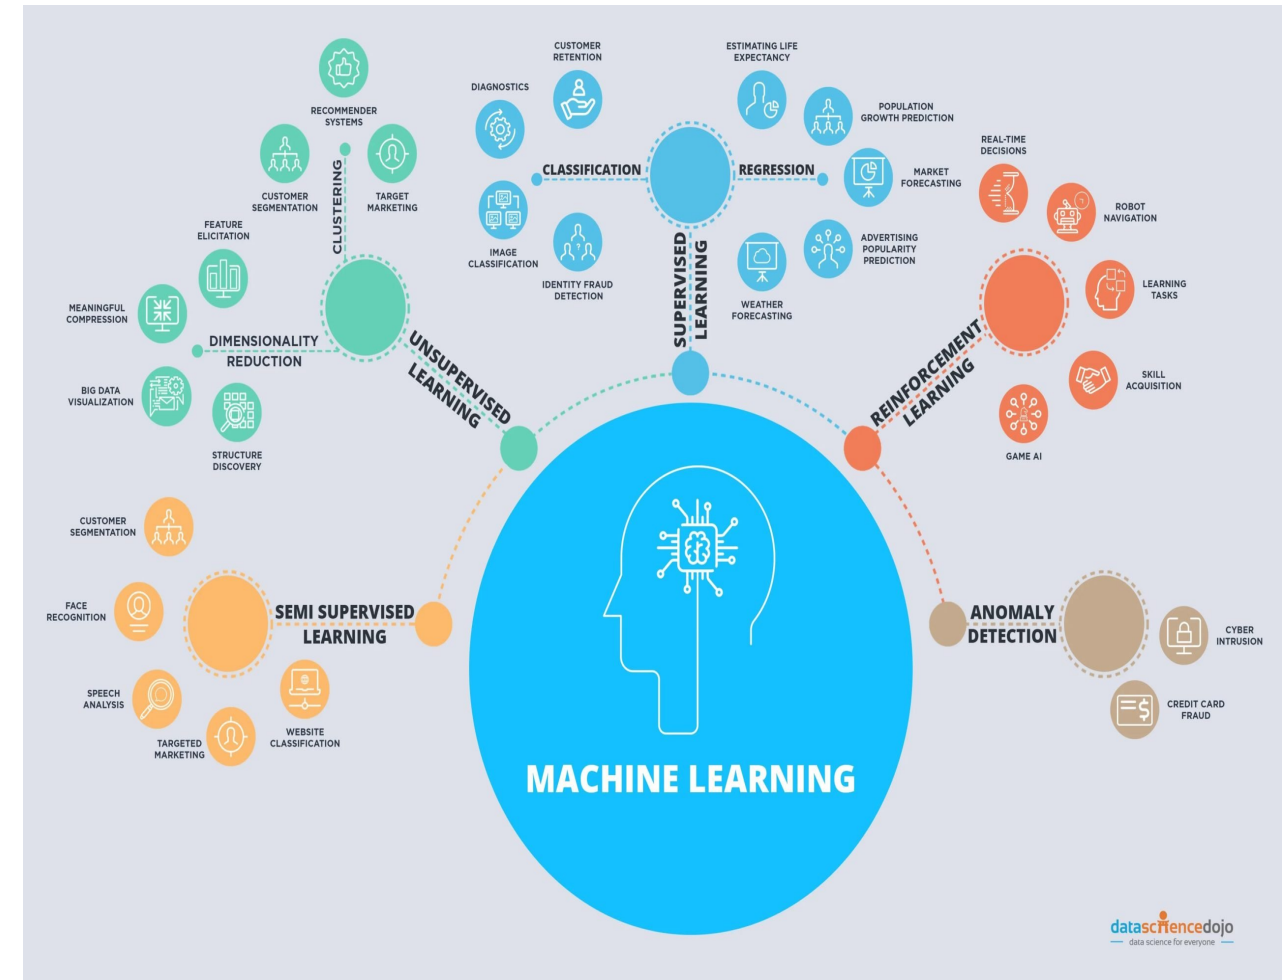 RECOMMENDER
SYSTEMS
CUSTOMER
SEGMENTATION
TARGET
MARKETING
CLUSTERING
FEATURE
ELICITATION
MEANINGFUL
COMPRESSION
DIMENSIONALITY
REDUCTION
BIG DATA
VISUALIZATION
STRUCTURE
DISCOVERY
UNSUPERVISED
LEARNING
CUSTOMER
RETENTION
DIAGNOSTICS
CLASSIFICATION
IMAGE
CLASSIFICATION
IDENTITY FRAUD
DETECTION
?
ESTIMATING LIFE
EXPECTANCY
POPULATION
GROWTH PREDICTION
REGRESSION
MARKET
FORECASTING
ADVERTISING
POPULARITY
PREDICTION
WEATHER
FORECASTING
SUPERVISED
LEARNING
REAL-TIME
DECISIONS
ROBOT
NAVIGATION
LEARNING
TASKS
SKILL
ACQUISITION
GAME AI
REINFORCEMENT
LEARNING
CUSTOMER
SEGMENTATION
FACE
RECOGNITION
SPEECH
ANALYSIS
TARGETED
MARKETING
WEBSITE
CLASSIFICATION
SEMI SUPERVISED
LEARNING
ANOMALY
DETECTION
CYBER
INTRUSION
$
CREDIT CARD
FRAUD
MACHINE LEARNING
datasciencedojo
data science for everyone